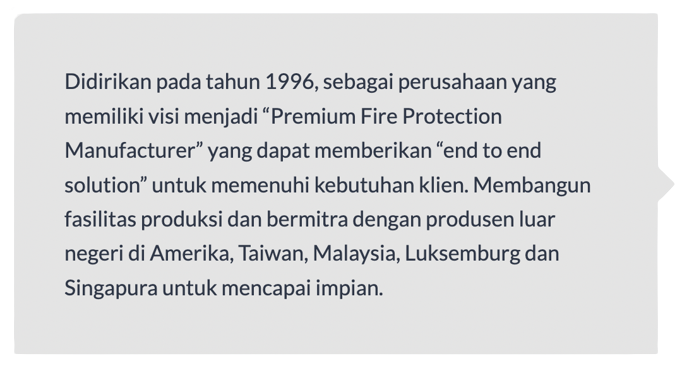 Didirikan pada tahun 1996, sebagai perusahaan yang
memiliki visi menjadi “Premium Fire Protection
Manufacturer” yang dapat memberikan “end to end
solution” untuk memenuhi kebutuhan klien. Membangun
fasilitas produksi dan bermitra dengan produsen luar
negeri di Amerika, Taiwan, Malaysia, Luksemburg dan
Singapura untuk mencapai impian.